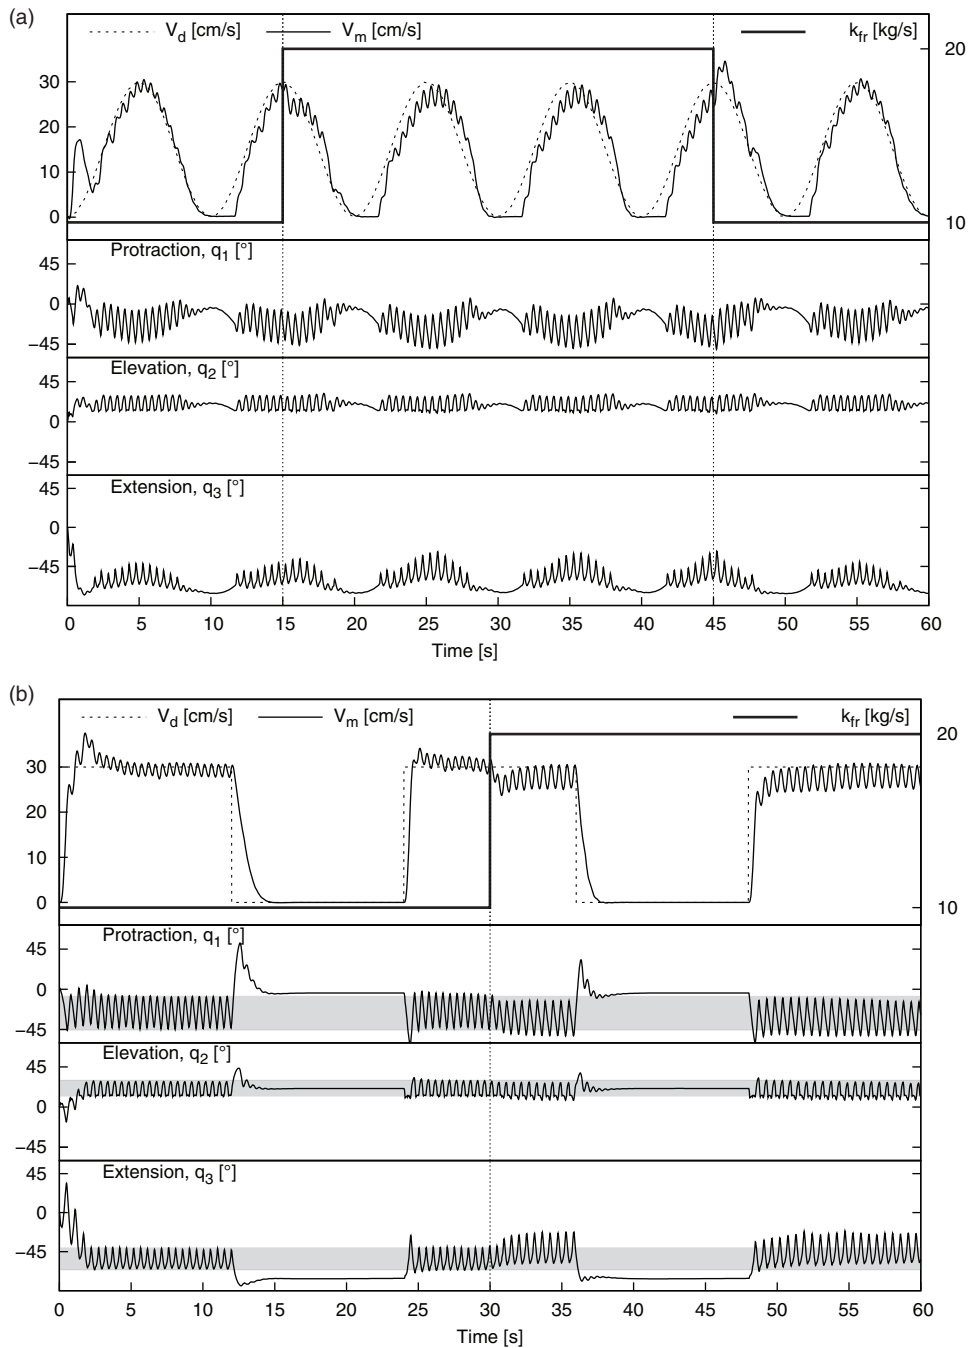 (a)
V_d [cm/s] V_m [cm/s] k_fr [kg/s]
20
30
20
10
0
10
Protraction, q_1 [°]
45
0
−45
Elevation, q_2 [°]
45
0
−45
Extension, q_3 [°]
45
0
−45
0 5 10 15 20 25 30 35 40 45 50 55 60
Time [s]
(b)
V_d [cm/s] V_m [cm/s] k_fr [kg/s]
20
30
20
10
0
10
Protraction, q_1 [°]
45
0
−45
Elevation, q_2 [°]
45
0
−45
Extension, q_3 [°]
45
0
−45
0 5 10 15 20 25 30 35 40 45 50 55 60
Time [s]